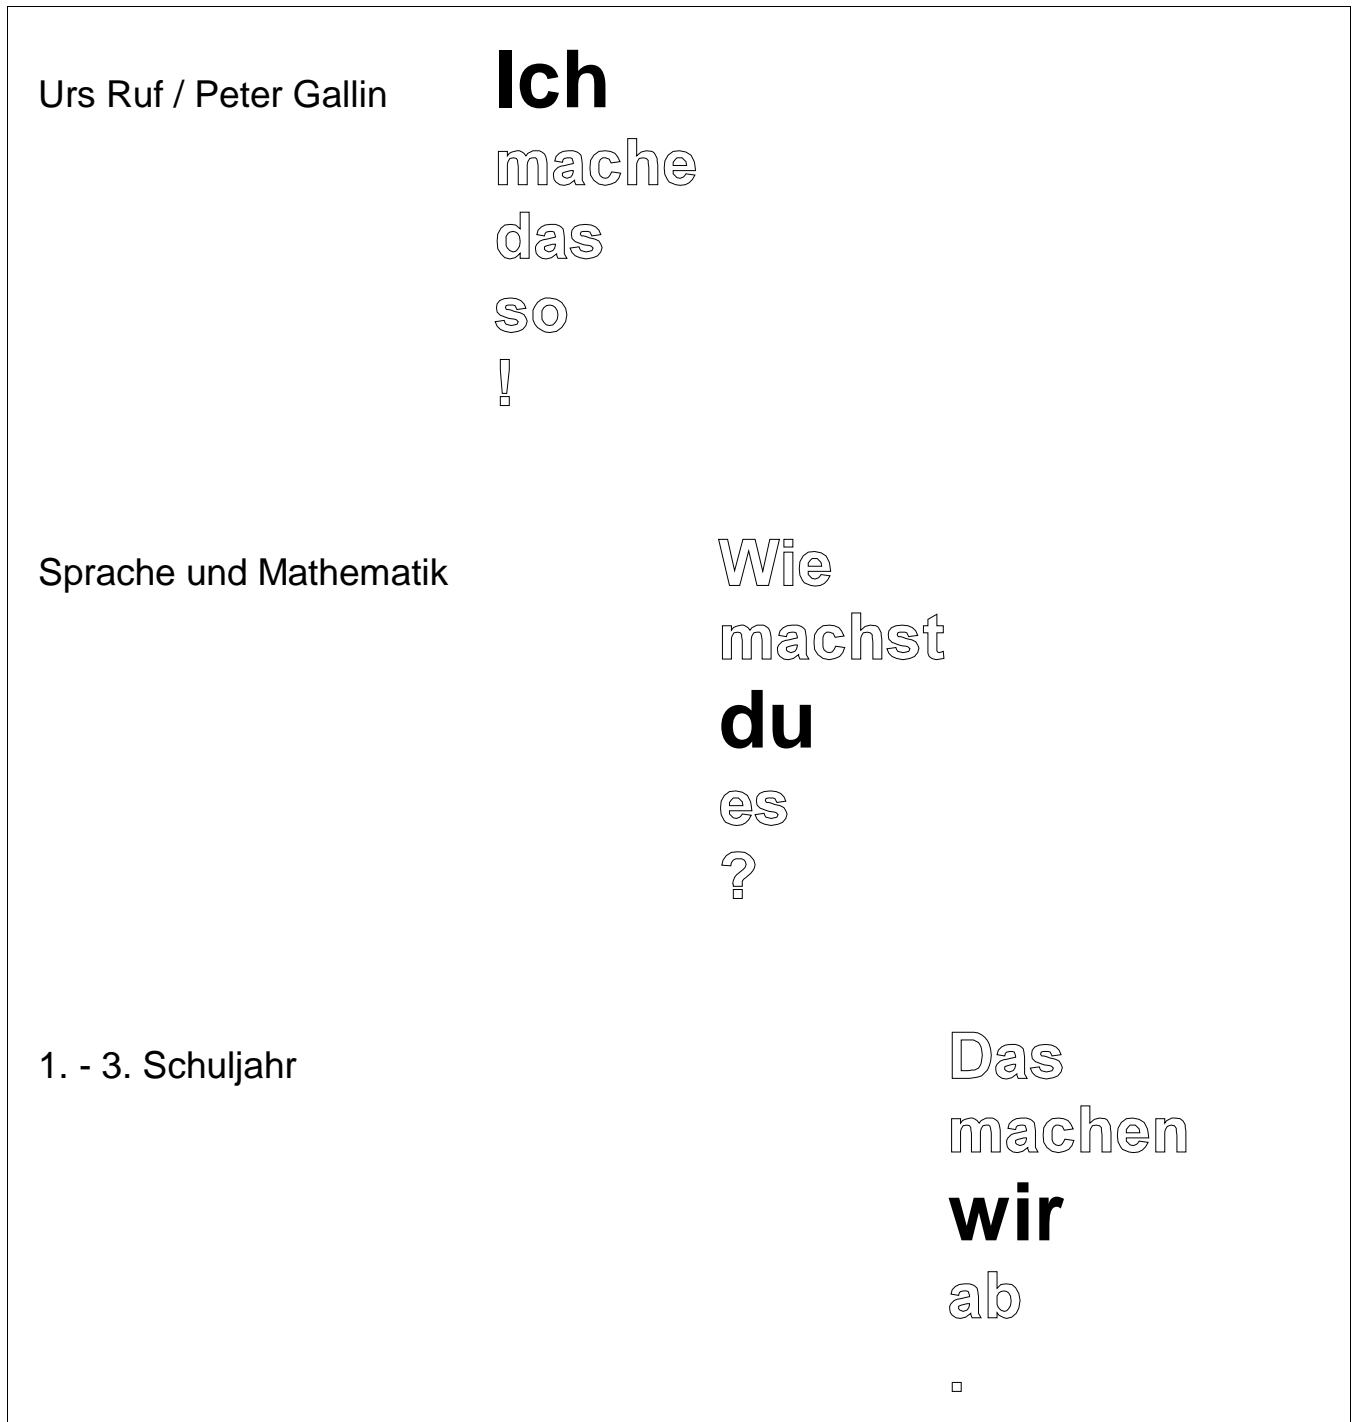 Urs Ruf / Peter Gallin
Ich
mache
das
so
!
Sprache und Mathematik
Wie
machst
du
es
?
1. - 3. Schuljahr
Das
machen
wir
ab
.